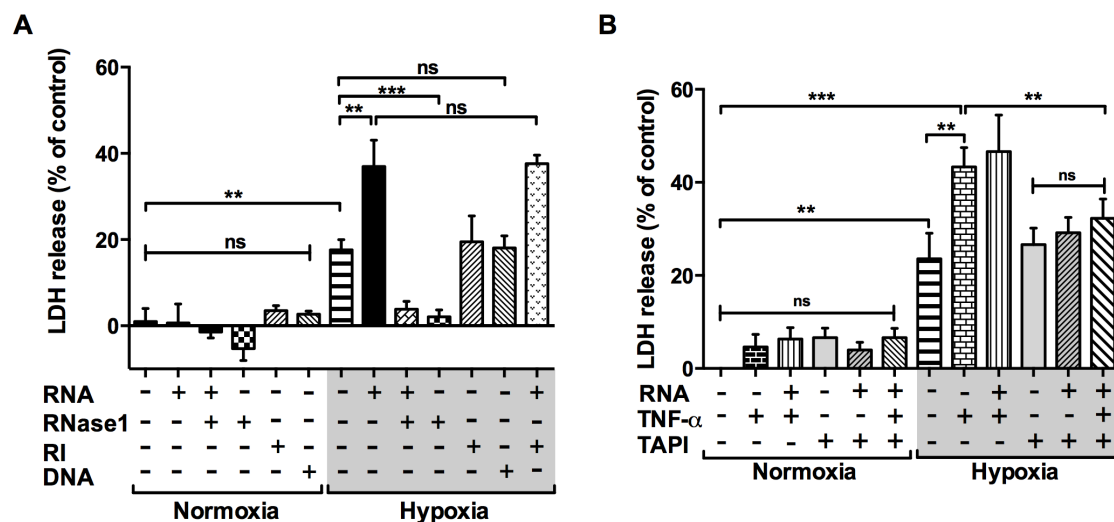 A
LDH release (% of control)
60
40
20
0
ns
***
**
ns
**
ns
RNA - + + - - - - + + - - - +
RNase1 - - + + - - - - + + - - -
RI - - - - + - - - - - + - +
DNA - - - - - + - - - - - + -
Normoxia Hypoxia
B
LDH release (% of control)
60
40
20
0
*** **
**
ns
**
ns
RNA - - + - + + - - + - + +
TNF-α - + + - - + - + + - - +
TAPI - - - + + + - - - + + +
Normoxia Hypoxia